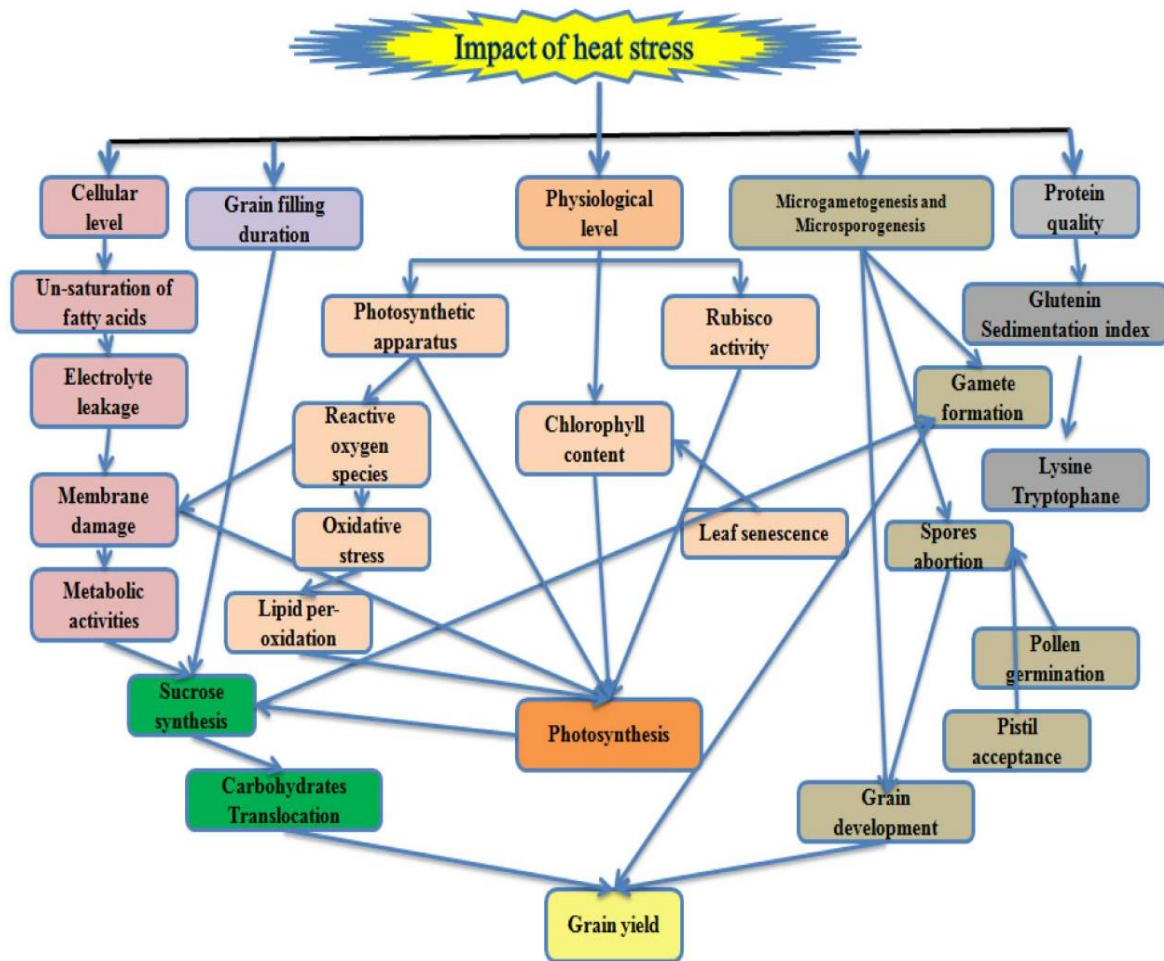 Impact of heat stress
Cellular
level
Grain filling
duration
Physiological
level
Microgametogenesis and
Microsporogenesis
Protein
quality
Un-saturation of
fatty acids
Photosynthetic
apparatus
Rubisco
activity
Glutenin
Sedimentation index
Electrolyte
leakage
Reactive
oxygen
species
Chlorophyll
content
Gamete
formation
Membrane
damage
Oxidative
stress
Leaf senescence
Lysine
Tryptophane
Spores
abortion
Metabolic
activities
Lipid per-
oxidation
Pollen
germination
Sucrose
synthesis
Photosynthesis
Pistil
acceptance
Carbohydrates
Translocation
Grain
development
Grain yield